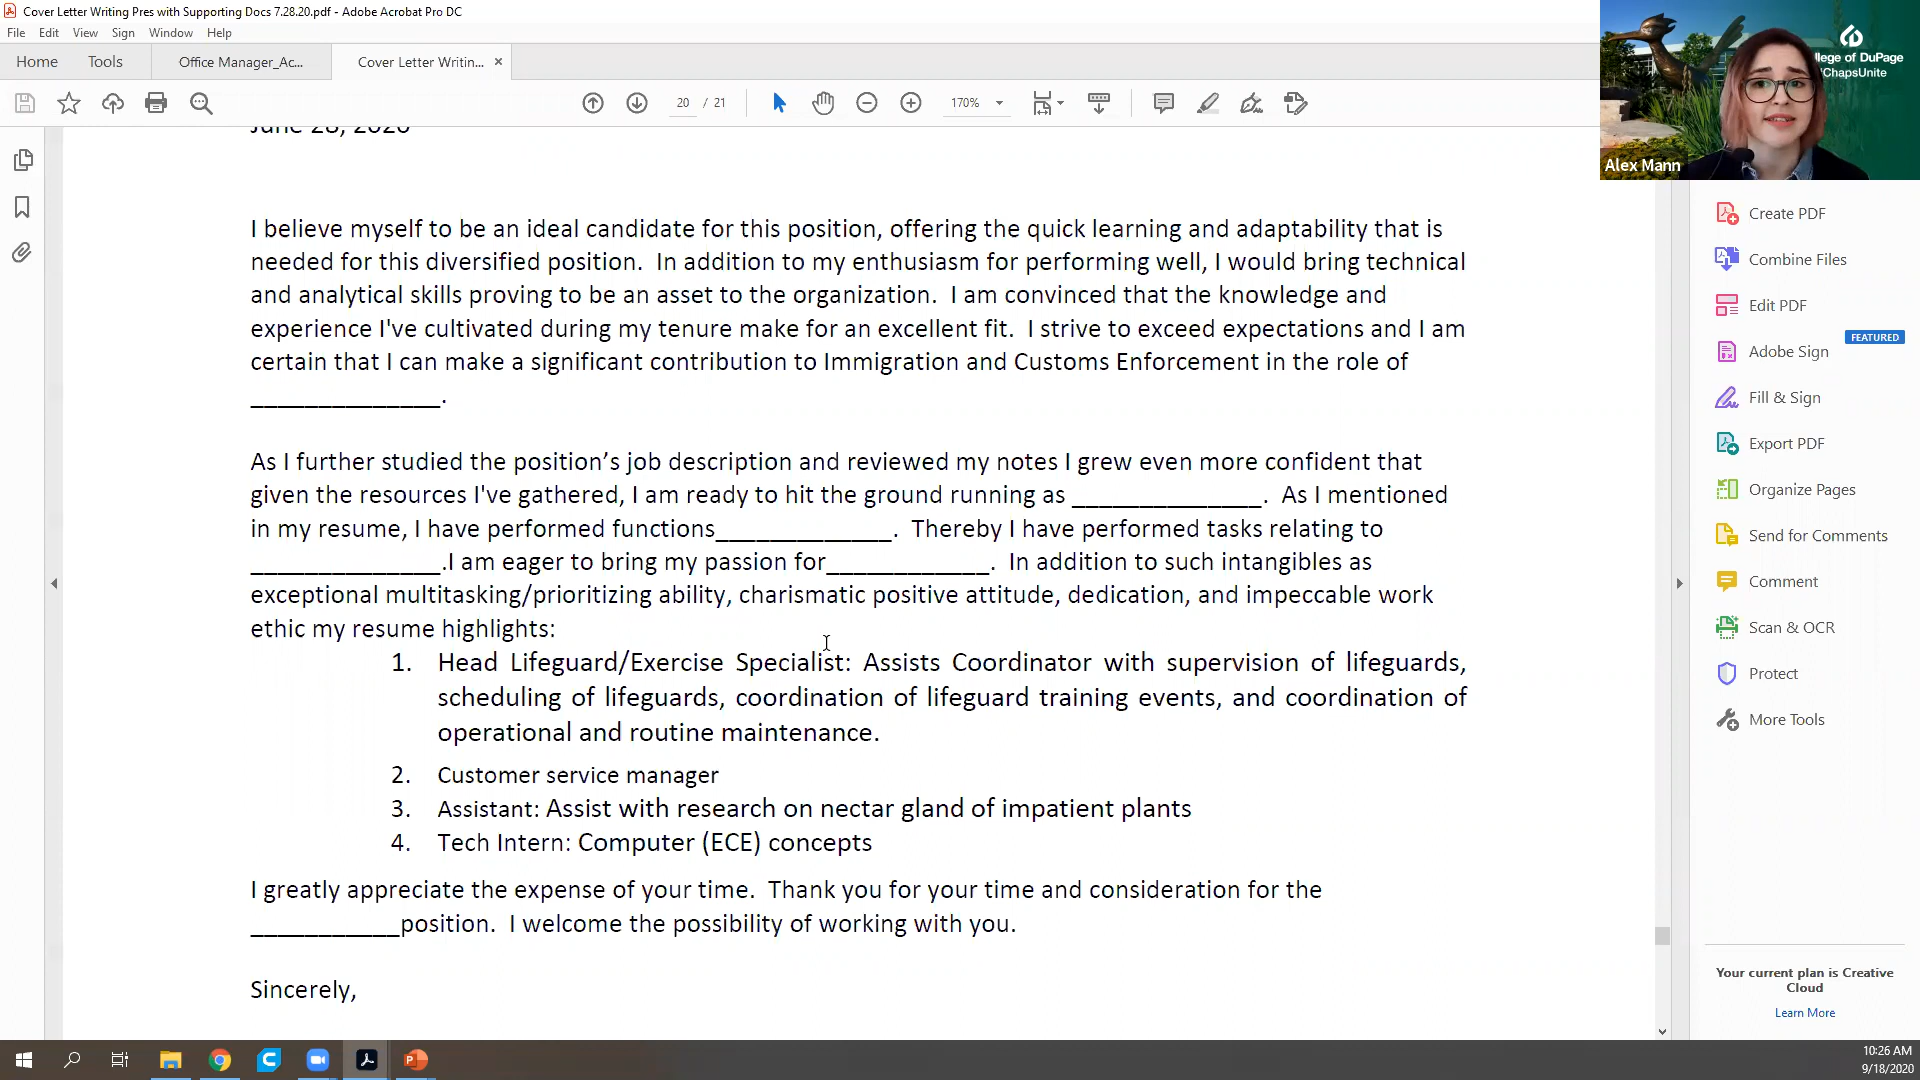 Cover Letter Writing Pres with Supporting Docs 7.28.20.pdf - Adobe Acrobat Pro DC
File Edit View Sign Window Help
Home Tools Office Manager_Ac... Cover Letter Writin... ×
20 / 21 170%
June 28, 2020
I believe myself to be an ideal candidate for this position, offering the quick learning and adaptability that is
needed for this diversified position. In addition to my enthusiasm for performing well, I would bring technical
and analytical skills proving to be an asset to the organization. I am convinced that the knowledge and
experience I've cultivated during my tenure make for an excellent fit. I strive to exceed expectations and I am
certain that I can make a significant contribution to Immigration and Customs Enforcement in the role of
______________.
As I further studied the position’s job description and reviewed my notes I grew even more confident that
given the resources I've gathered, I am ready to hit the ground running as ______________. As I mentioned
in my resume, I have performed functions_____________. Thereby I have performed tasks relating to
______________.I am eager to bring my passion for____________. In addition to such intangibles as
exceptional multitasking/prioritizing ability, charismatic positive attitude, dedication, and impeccable work
ethic my resume highlights:
1. Head Lifeguard/Exercise Specialist: Assists Coordinator with supervision of lifeguards,
scheduling of lifeguards, coordination of lifeguard training events, and coordination of
operational and routine maintenance.
2. Customer service manager
3. Assistant: Assist with research on nectar gland of impatient plants
4. Tech Intern: Computer (ECE) concepts
I greatly appreciate the expense of your time. Thank you for your time and consideration for the
___________position. I welcome the possibility of working with you.
Sincerely,
llege of DuPage
ChapsUnite
Alex Mann
Create PDF
Combine Files
Edit PDF
FEATURED
Adobe Sign
Fill & Sign
Export PDF
Organize Pages
Send for Comments
Comment
Scan & OCR
Protect
More Tools
Your current plan is Creative
Cloud
Learn More
10:26 AM
9/18/2020